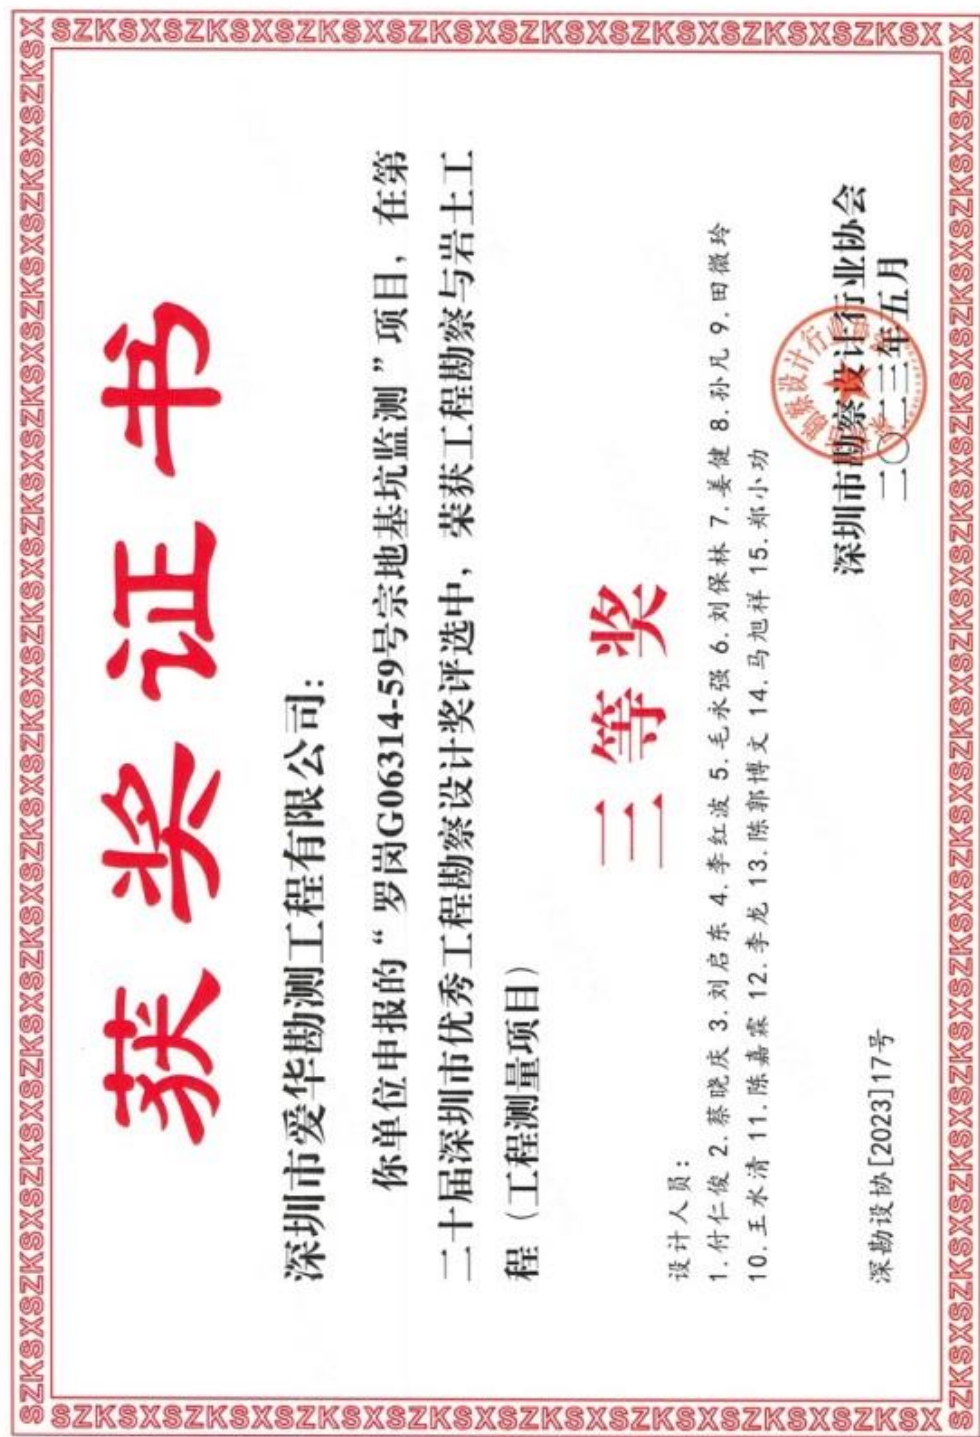 获奖证书
深圳市爱华勘测工程有限公司:
你单位申报的“罗岗G06314-59号宗地基坑监测”项目，在第
二十届深圳市优秀工程勘察设计奖评选中，荣获工程勘察与岩土工
程（工程测量项目）
三等奖
设计人员:
1.付仁俊 2.蔡晓庆 3.刘启东 4.李红波 5.毛永强 6.刘保林 7.姜健 8.孙凡 9.田微玲
10.王水清 11.陈嘉霖 12.李龙 13.陈郭博文 14.马旭祥 15.郑小功
深圳市勘察设计行业协会
二〇二三年五月
深勘设协[2023]17号
SZKSXSZKSXSZKSXSZKSXSZKSXSZKSXSZKSXSZKSX